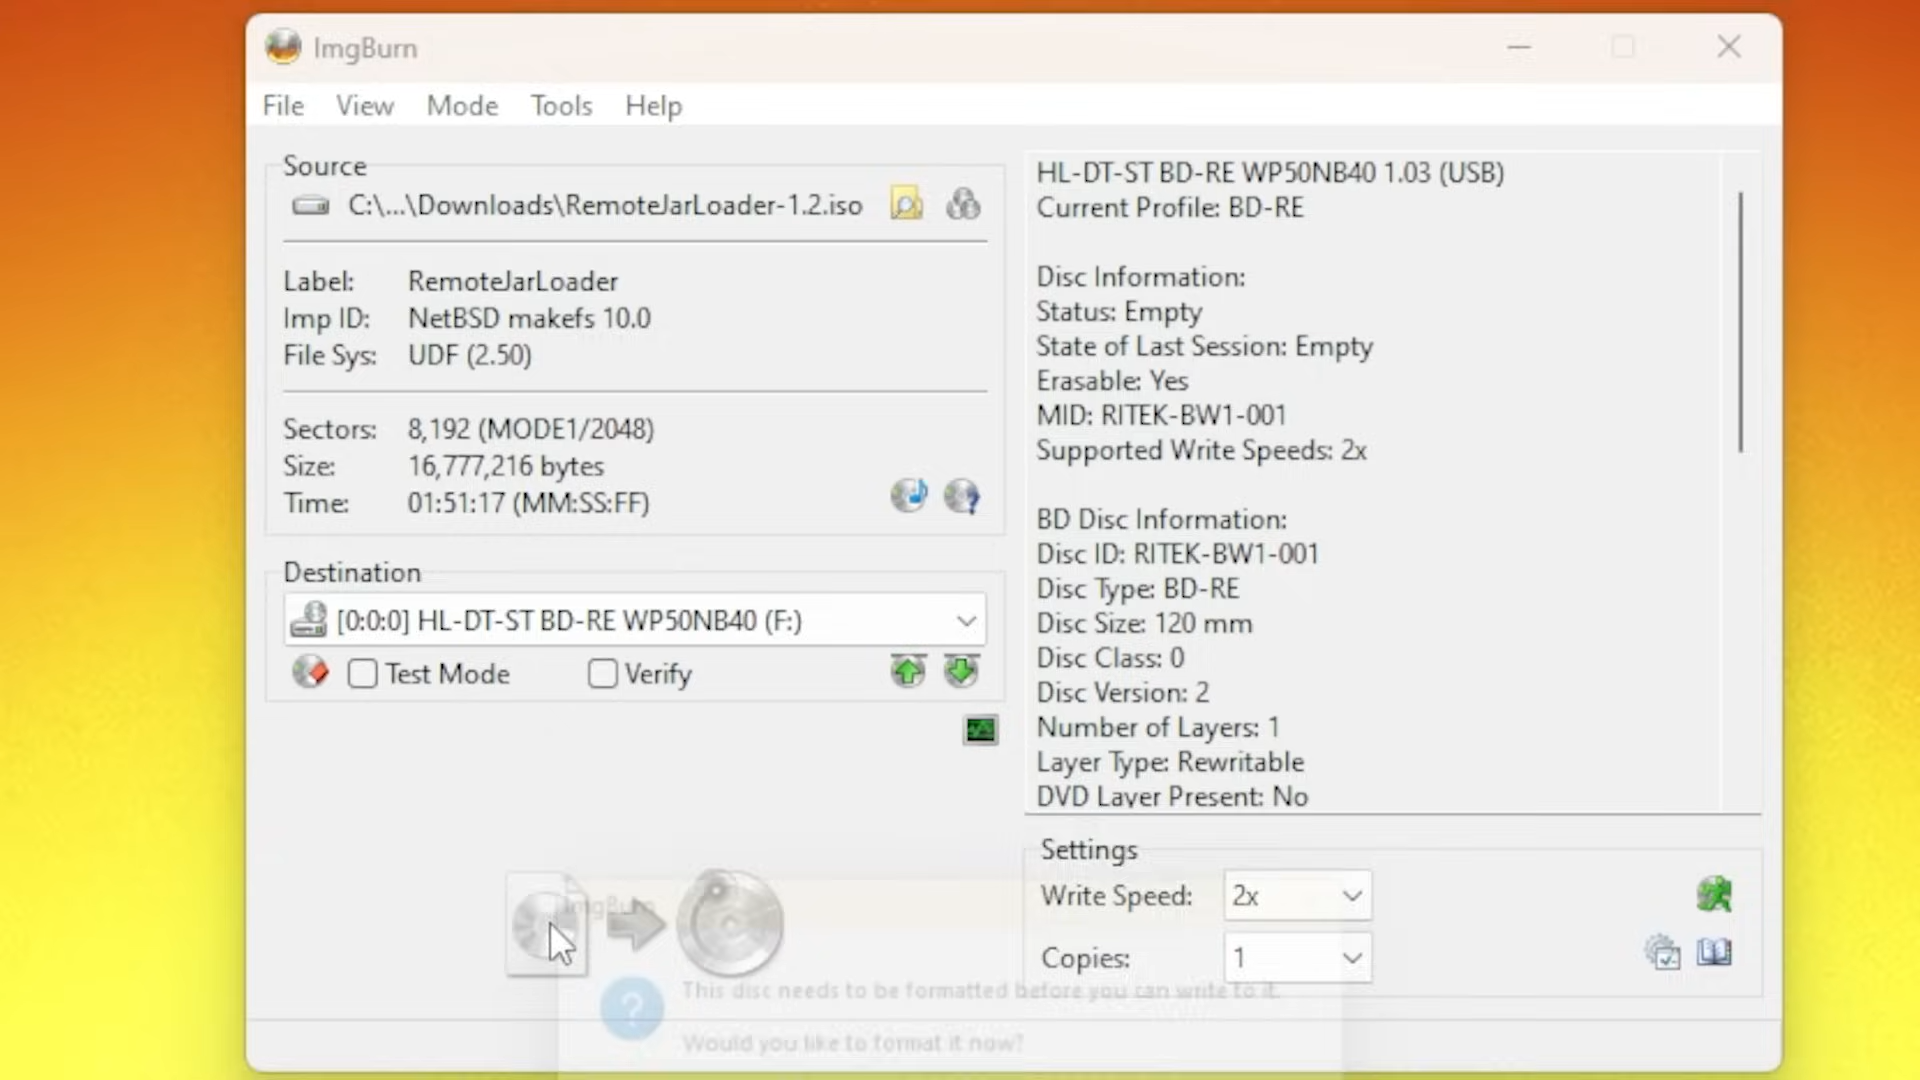 ImgBurn
File View Mode Tools Help
Source
C:\...\Downloads\RemoteJarLoader-1.2.iso
Label: RemoteJarLoader
Imp ID: NetBSD makefs 10.0
File Sys: UDF (2.50)
Sectors: 8,192 (MODE1/2048)
Size: 16,777,216 bytes
Time: 01:51:17 (MM:SS:FF)
Destination
[0:0:0] HL-DT-ST BD-RE WP50NB40 (F:)
Test Mode Verify
HL-DT-ST BD-RE WP50NB40 1.03 (USB)
Current Profile: BD-RE
Disc Information:
Status: Empty
State of Last Session: Empty
Erasable: Yes
MID: RITEK-BW1-001
Supported Write Speeds: 2x
BD Disc Information:
Disc ID: RITEK-BW1-001
Disc Type: BD-RE
Disc Size: 120 mm
Disc Class: 0
Disc Version: 2
Number of Layers: 1
Layer Type: Rewritable
DVD Layer Present: No
Settings
Write Speed: 2x
Copies: 1
ImgBurn
This disc needs to be formatted before you can write to it.
Would you like to format it now?